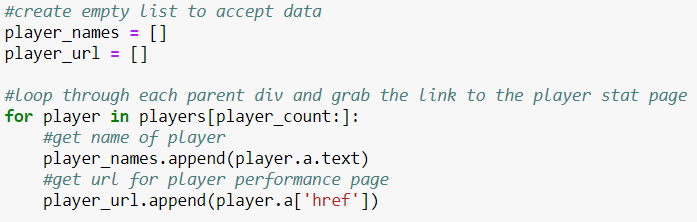 #create empty list to accept data
player_names = []
player_url = []
#loop through each parent div and grab the link to the player stat page
for player in players[player_count:]:
    #get name of player
    player_names.append(player.a.text)
    #get url for player performance page
    player_url.append(player.a['href'])